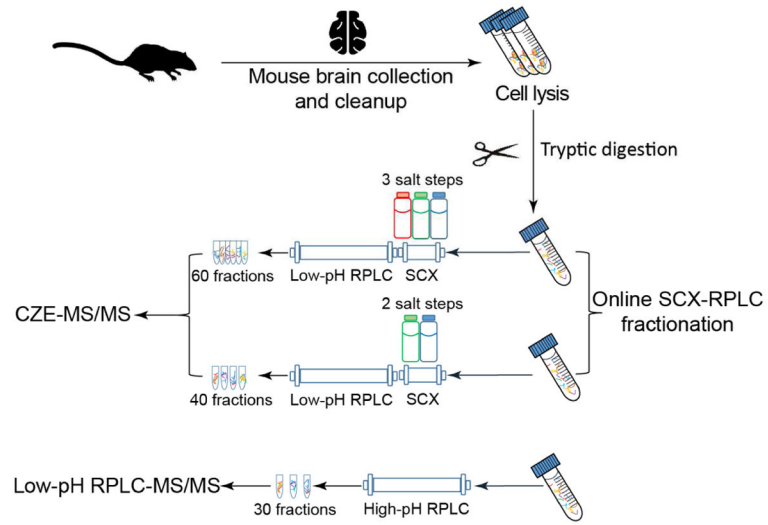 Mouse brain collection
and cleanup
Cell lysis
Tryptic digestion
3 salt steps
60 fractions
Low-pH RPLC
SCX
Online SCX-RPLC
fractionation
CZE-MS/MS
2 salt steps
40 fractions
Low-pH RPLC
SCX
Low-pH RPLC-MS/MS
30 fractions
High-pH RPLC